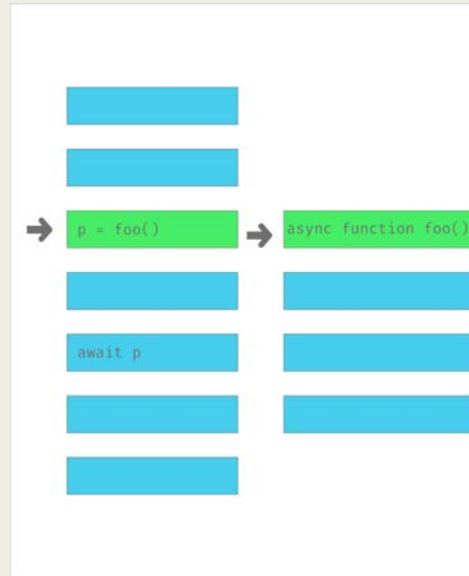 p = foo()
async function foo()
await p